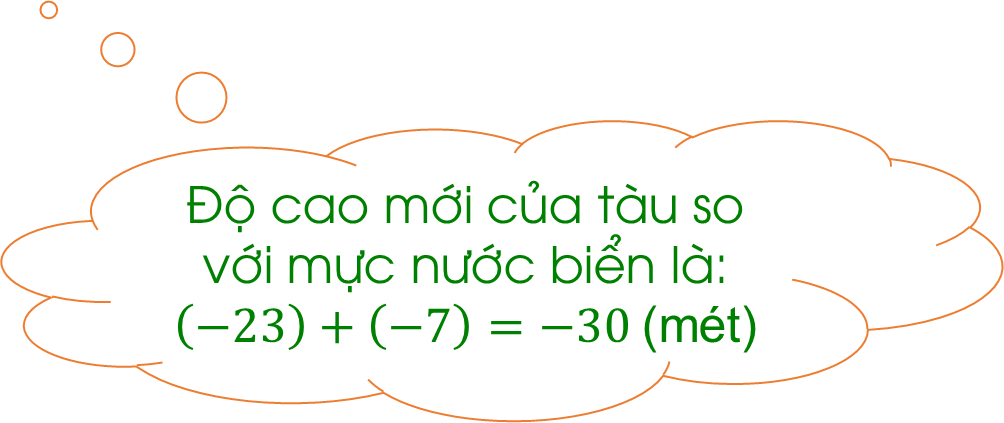 Độ cao mới của tàu so
với mực nước biển là:
(−23) + (−7) = −30 (mét)